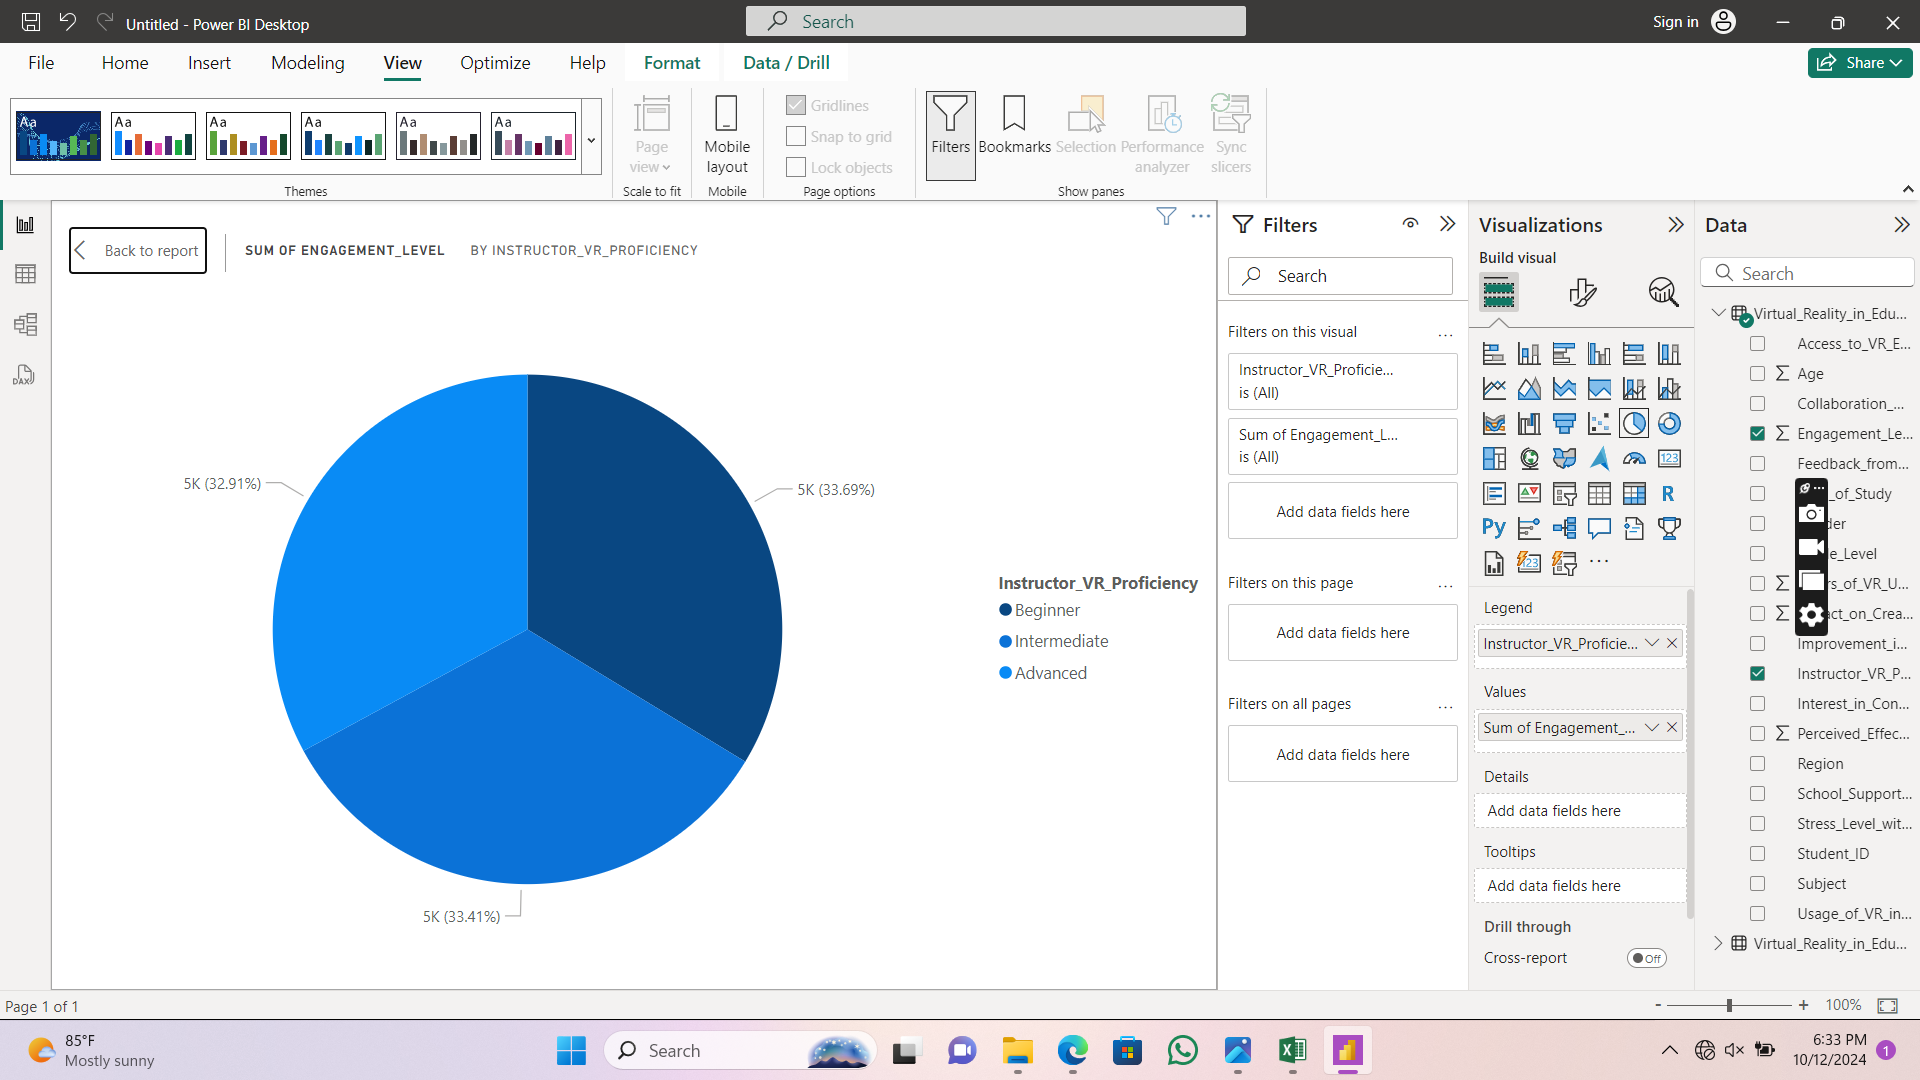 Untitled - Power BI Desktop
Search
Sign in
File
Home
Insert
Modeling
View
Optimize
Help
Format
Data / Drill
Share
Aa
Aa
Aa
Aa
Aa
Aa
Themes
Page view
Scale to fit
Mobile layout
Mobile
Gridlines
Snap to grid
Lock objects
Page options
Filters
Bookmarks
Selection
Performance analyzer
Sync slicers
Show panes
Back to report
SUM OF ENGAGEMENT_LEVEL
BY INSTRUCTOR_VR_PROFICIENCY
5K (32.91%)
5K (33.69%)
5K (33.41%)
Instructor_VR_Proficiency
Beginner
Intermediate
Advanced
Filters
Search
Filters on this visual
...
Instructor_VR_Proficie...
is (All)
Sum of Engagement_L...
is (All)
Add data fields here
Filters on this page
...
Add data fields here
Filters on all pages
...
Add data fields here
Visualizations
Build visual
123
R
Py
123
...
Legend
Instructor_VR_Proficie...
Values
Sum of Engagement_...
Details
Add data fields here
Tooltips
Add data fields here
Drill through
Cross-report
Off
Data
Search
Virtual_Reality_in_Edu...
Access_to_VR_E...
Age
Collaboration_...
Engagement_Le...
Feedback_from...
_of_Study
der
e_Level
rs_of_VR_U...
act_on_Crea...
Improvement_i...
Instructor_VR_P...
Interest_in_Con...
Perceived_Effec...
Region
School_Support...
Stress_Level_wit...
Student_ID
Subject
Usage_of_VR_in...
Virtual_Reality_in_Edu...
DAX
Page 1 of 1
-
+
100%
85°F
Mostly sunny
Search
6:33 PM
10/12/2024
1